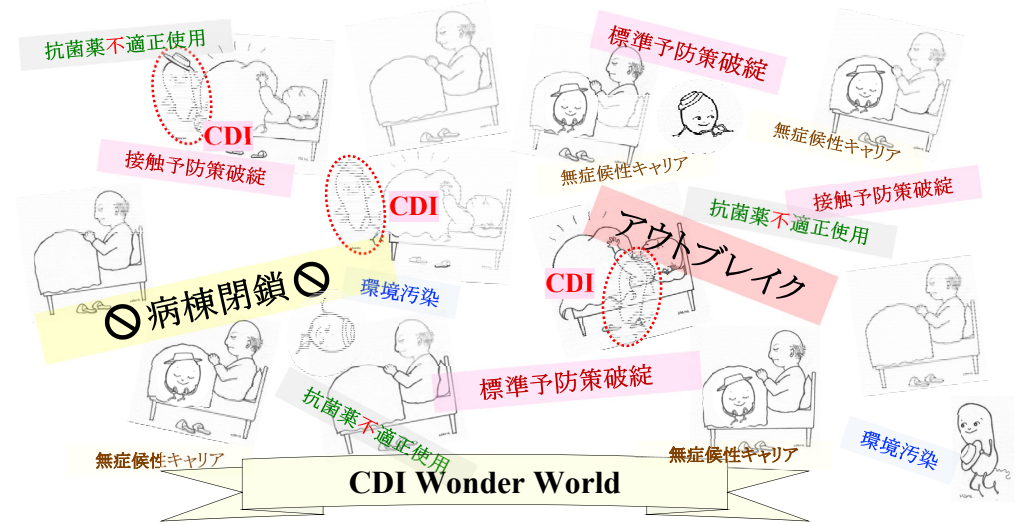 抗菌薬不適正使用
標準予防策破綻
CDI
無症候性キャリア
接触予防策破綻
無症候性キャリア
接触予防策破綻
CDI
抗菌薬不適正使用
アウトブレイク
病棟閉鎖
環境汚染
CDI
標準予防策破綻
抗菌薬不適正使用
無症候性キャリア
無症候性キャリア
環境汚染
CDI Wonder World